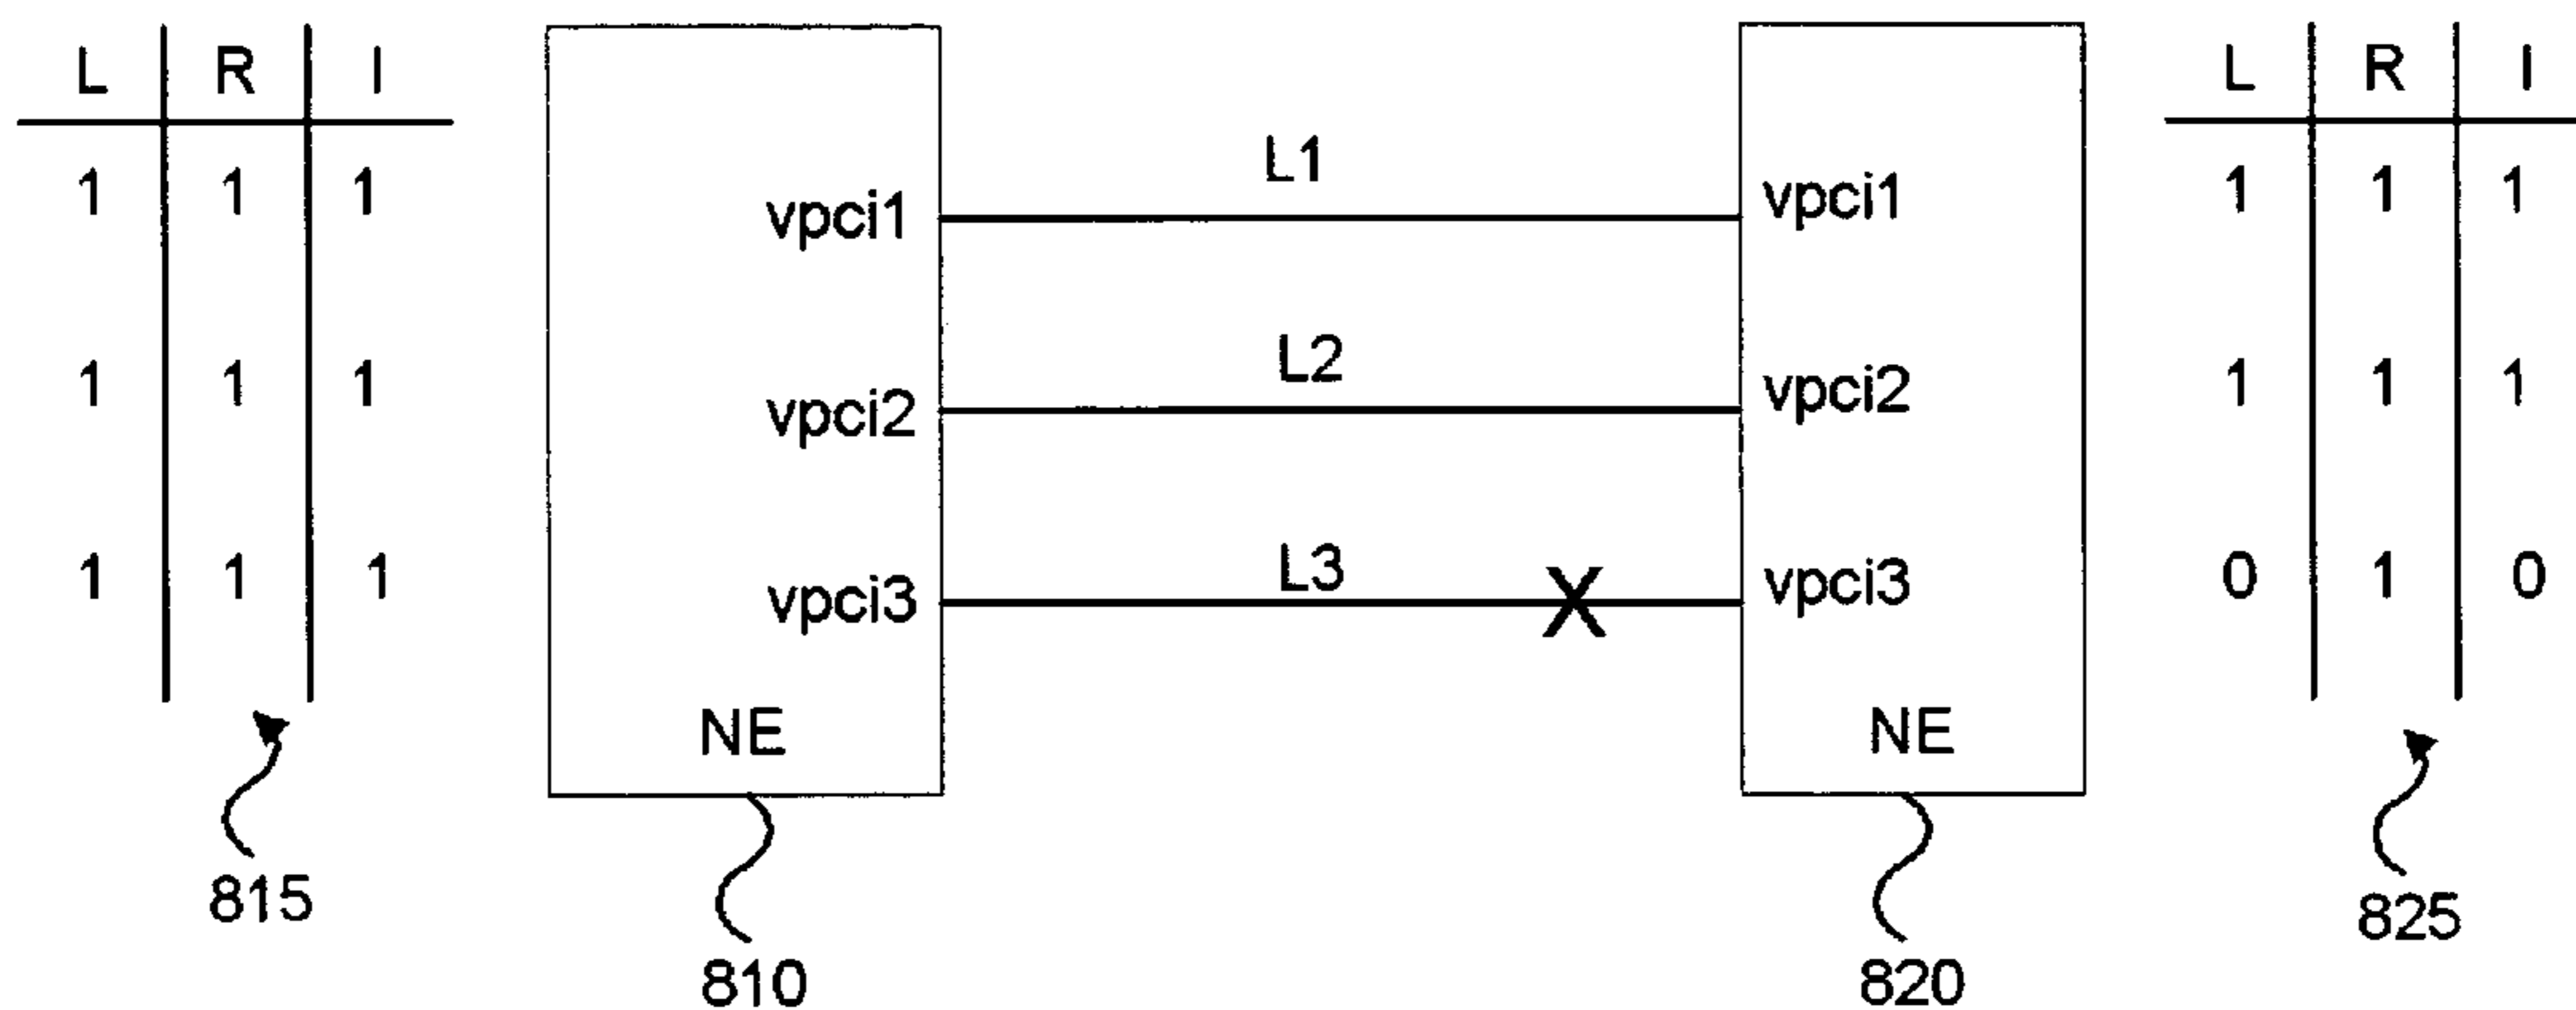 L R I
1 1 1
1 1 1
1 1 1
815
vpci1
vpci2
vpci3
NE
810
L1
L2
L3
X
vpci1
vpci2
vpci3
NE
820
L R I
1 1 1
1 1 1
0 1 0
825